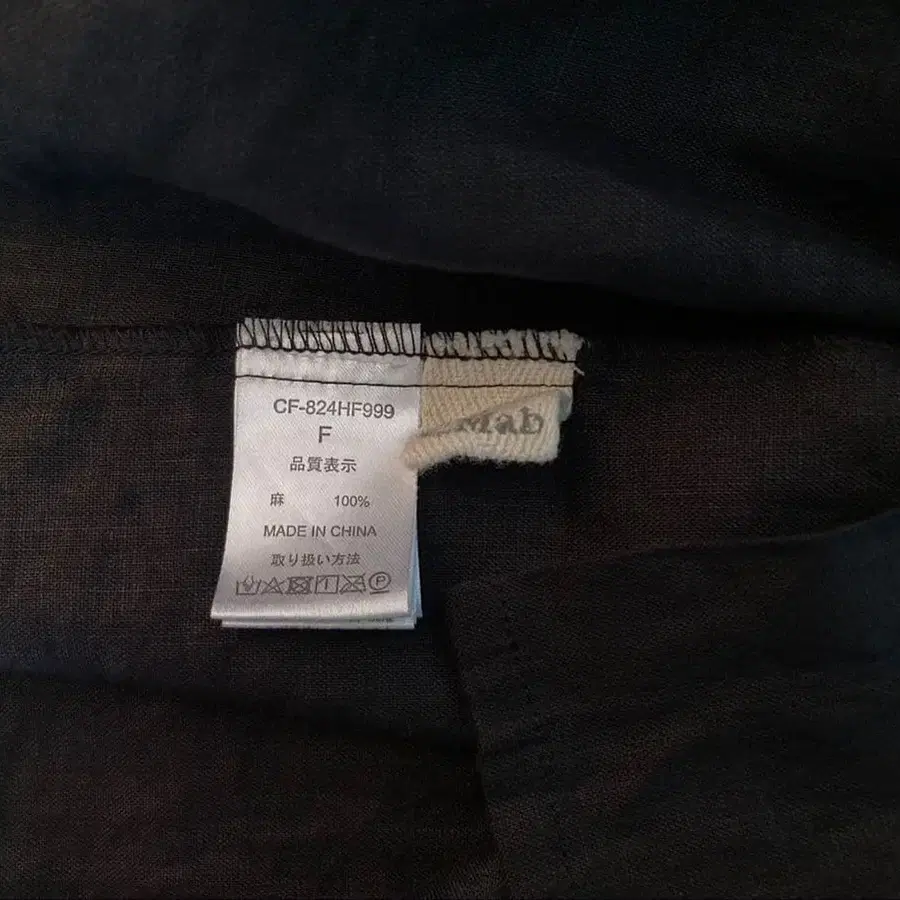 CF-824HF999
F
品質表示
麻 100%
MADE IN CHINA
取り扱い方法
P
Mab